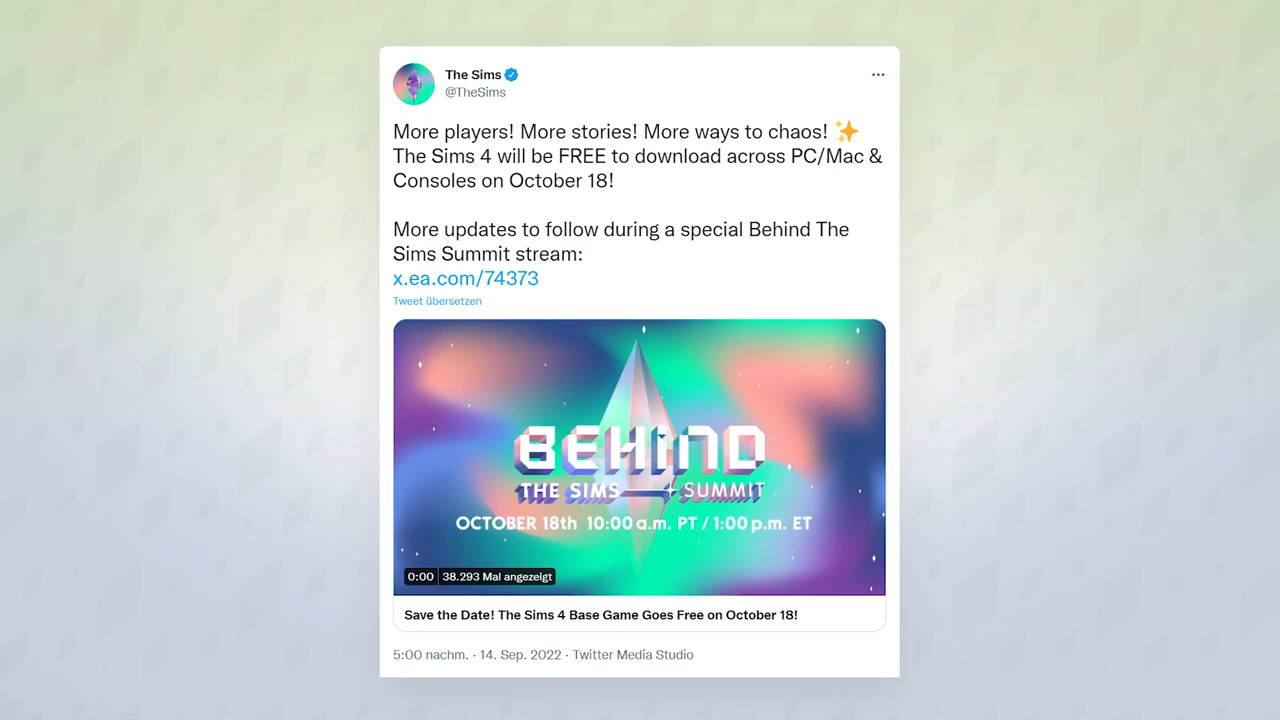 The Sims
@TheSims
More players! More stories! More ways to chaos! ✨
The Sims 4 will be FREE to download across PC/Mac &
Consoles on October 18!
More updates to follow during a special Behind The
Sims Summit stream:
x.ea.com/74373
Tweet übersetzen
BEHIND
THE SIMS SUMMIT
OCTOBER 18th 10:00 a.m. PT / 1:00 p.m. ET
0:00 38.293 Mal angezeigt
Save the Date! The Sims 4 Base Game Goes Free on October 18!
5:00 nachm. · 14. Sep. 2022 · Twitter Media Studio